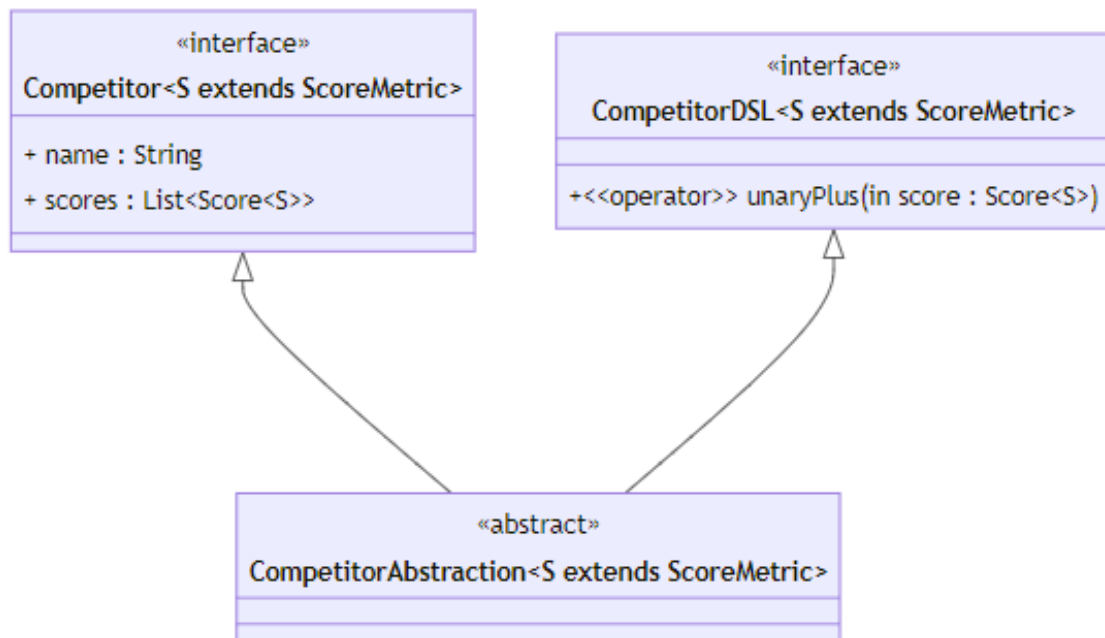 «interface»
Competitor<S extends ScoreMetric>
+ name : String
+ scores : List<Score<S>>
«interface»
CompetitorDSL<S extends ScoreMetric>
+<<operator>> unaryPlus(in score : Score<S>)
«abstract»
CompetitorAbstraction<S extends ScoreMetric>